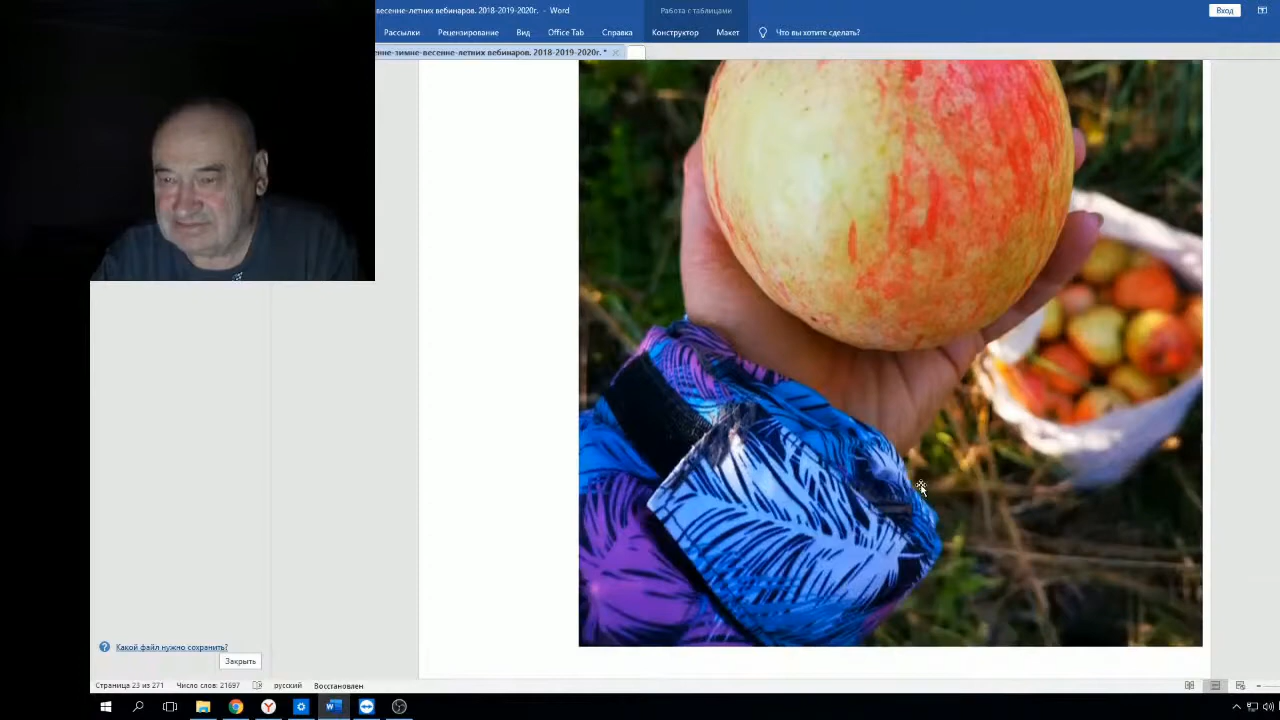 весенне-летних вебинаров. 2018-2019-2020г. - Word
Работа с таблицами
Вход
Рассылки Рецензирование Вид Office Tab Справка Конструктор Макет Что вы хотите сделать?
нне-зимне-весенне-летних вебинаров. 2018-2019-2020г. *
Какой файл нужно сохранить?
Закрыть
Страница 23 из 271 Число слов: 21697 русский Восстановлен